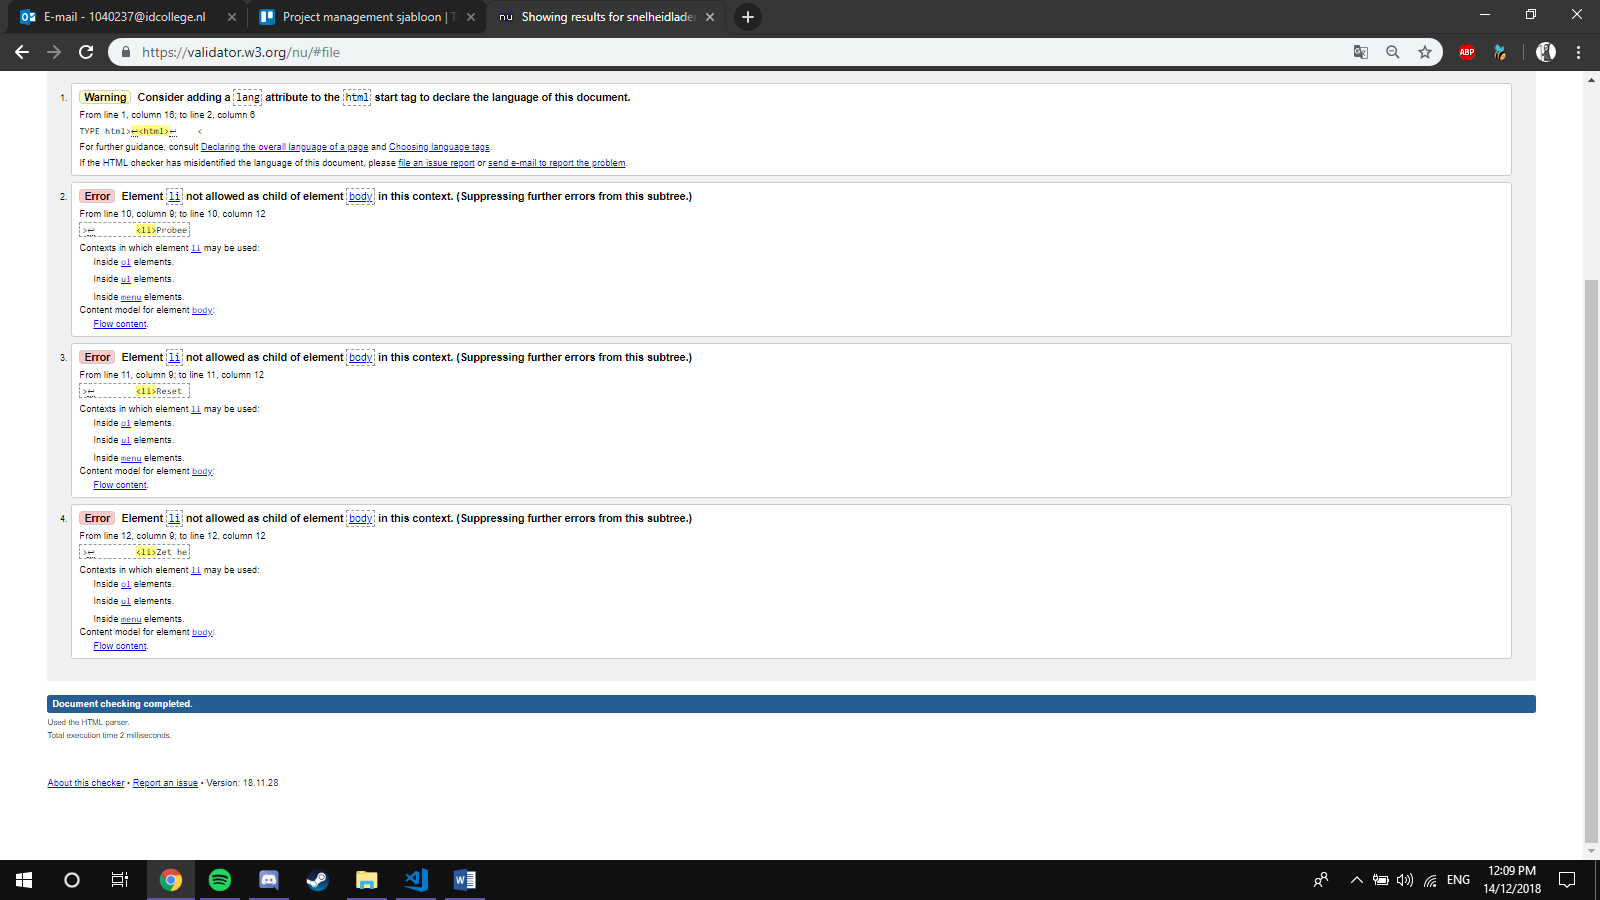 E-mail - 1040237@idcollege.nl
Project management sjabloon | T
nu Showing results for snelheidlader
https://validator.w3.org/nu/#file
ABP
1. Warning Consider adding a lang attribute to the html start tag to declare the language of this document.
From line 1, column 16; to line 2, column 6
TYPE html>↩<html>↩ <
For further guidance, consult Declaring the overall language of a page and Choosing language tags.
If the HTML checker has misidentified the language of this document, please file an issue report or send e-mail to report the problem.
2. Error Element li not allowed as child of element body in this context. (Suppressing further errors from this subtree.)
From line 10, column 9; to line 10, column 12
>↩ <li>Probee
Contexts in which element li may be used:
Inside ol elements.
Inside ul elements.
Inside menu elements.
Content model for element body:
Flow content.
3. Error Element li not allowed as child of element body in this context. (Suppressing further errors from this subtree.)
From line 11, column 9; to line 11, column 12
>↩ <li>Reset
Contexts in which element li may be used:
Inside ol elements.
Inside ul elements.
Inside menu elements.
Content model for element body:
Flow content.
4. Error Element li not allowed as child of element body in this context. (Suppressing further errors from this subtree.)
From line 12, column 9; to line 12, column 12
>↩ <li>Zet he
Contexts in which element li may be used:
Inside ol elements.
Inside ul elements.
Inside menu elements.
Content model for element body:
Flow content.
Document checking completed.
Used the HTML parser.
Total execution time 2 milliseconds.
About this checker • Report an issue • Version: 18.11.28
ENG
12:09 PM
14/12/2018